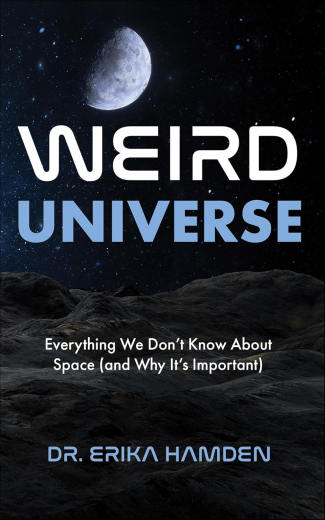 WEIRD
UNIVERSE
Everything We Don't Know About
Space (and Why It's Important)
DR. ERIKA HAMDEN